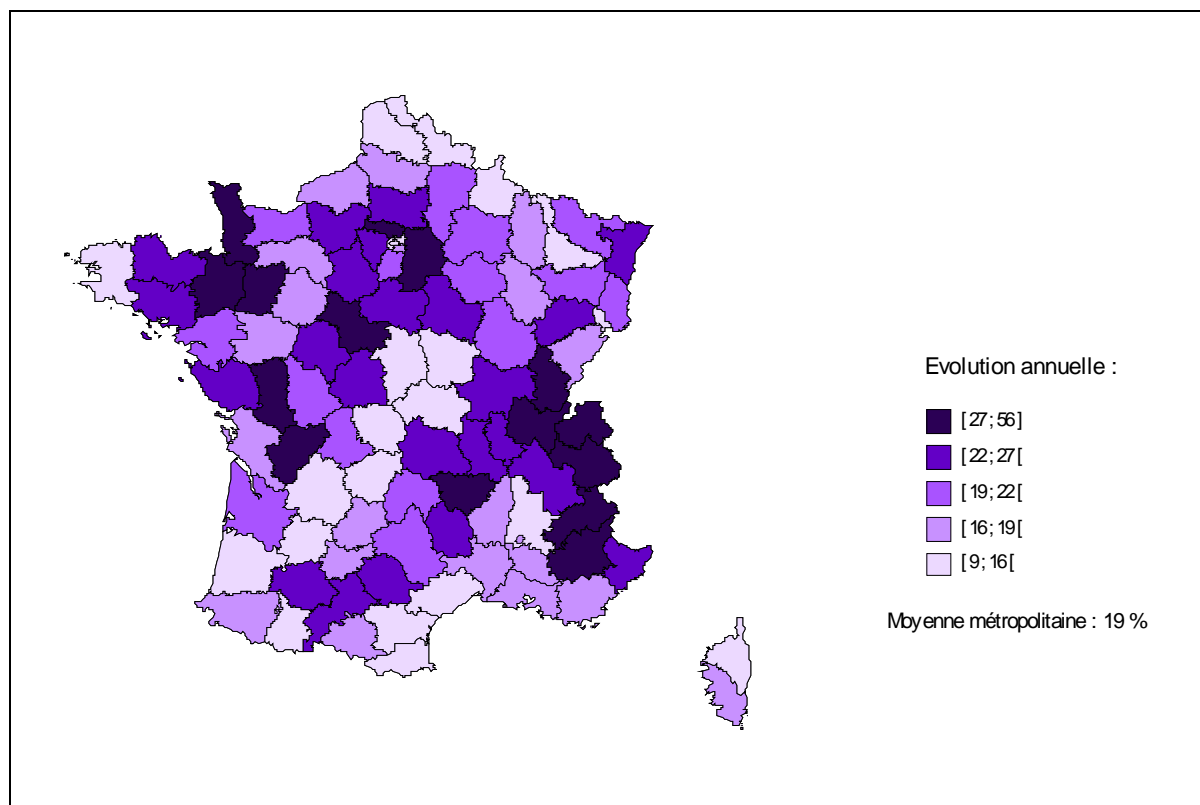 Evolution annuelle :
[27; 56]
[22; 27[
[19; 22[
[16; 19[
[9; 16[
Moyenne métropolitaine : 19 %